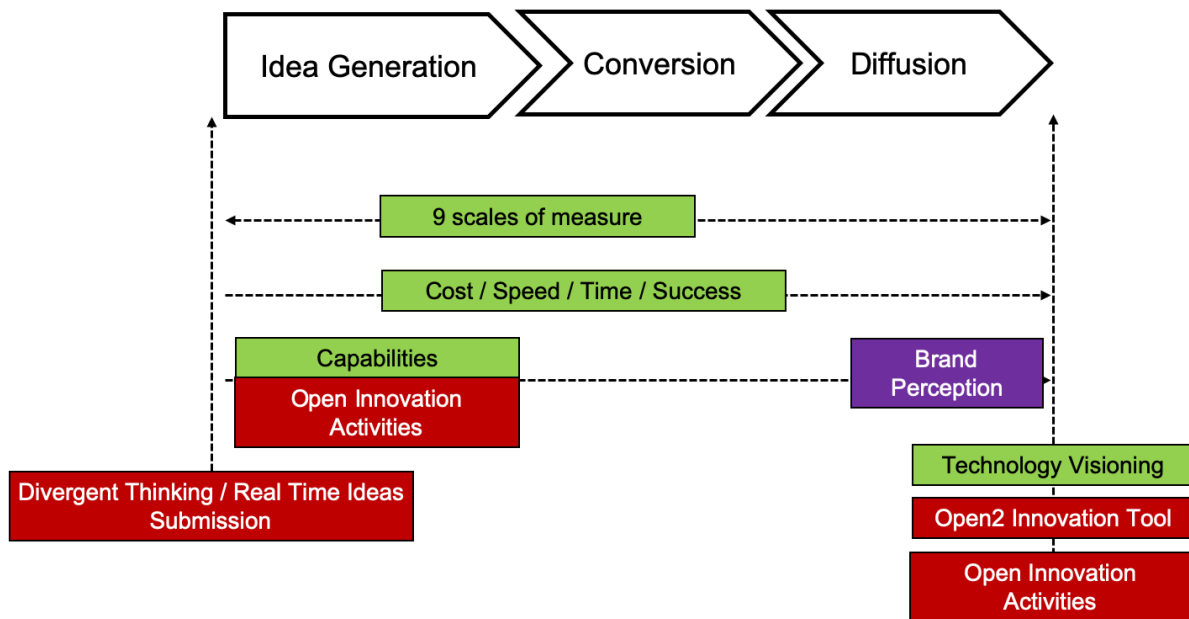 Idea Generation
Conversion
Diffusion
9 scales of measure
Cost / Speed / Time / Success
Capabilities
Open Innovation
Activities
Brand
Perception
Divergent Thinking / Real Time Ideas
Submission
Technology Visioning
Open2 Innovation Tool
Open Innovation
Activities